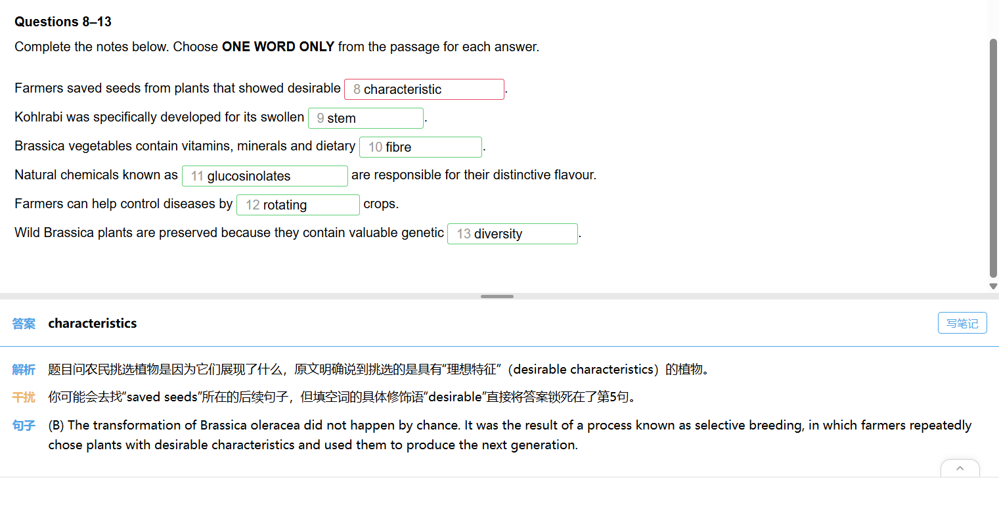 Questions 8–13
Complete the notes below. Choose ONE WORD ONLY from the passage for each answer.
Farmers saved seeds from plants that showed desirable 8 characteristic.
Kohlrabi was specifically developed for its swollen 9 stem.
Brassica vegetables contain vitamins, minerals and dietary 10 fibre.
Natural chemicals known as 11 glucosinolates are responsible for their distinctive flavour.
Farmers can help control diseases by 12 rotating crops.
Wild Brassica plants are preserved because they contain valuable genetic 13 diversity.
答案 characteristics 写笔记
解析 题目问农民挑选植物是因为它们展现了什么，原文明确说到挑选的是具有“理想特征”（desirable characteristics）的植物。
干扰 你可能会去找“saved seeds”所在的后续句子，但填空词的具体修饰语“desirable”直接将答案锁死在了第5句。
句子 (B) The transformation of Brassica oleracea did not happen by chance. It was the result of a process known as selective breeding, in which farmers repeatedly
chose plants with desirable characteristics and used them to produce the next generation.